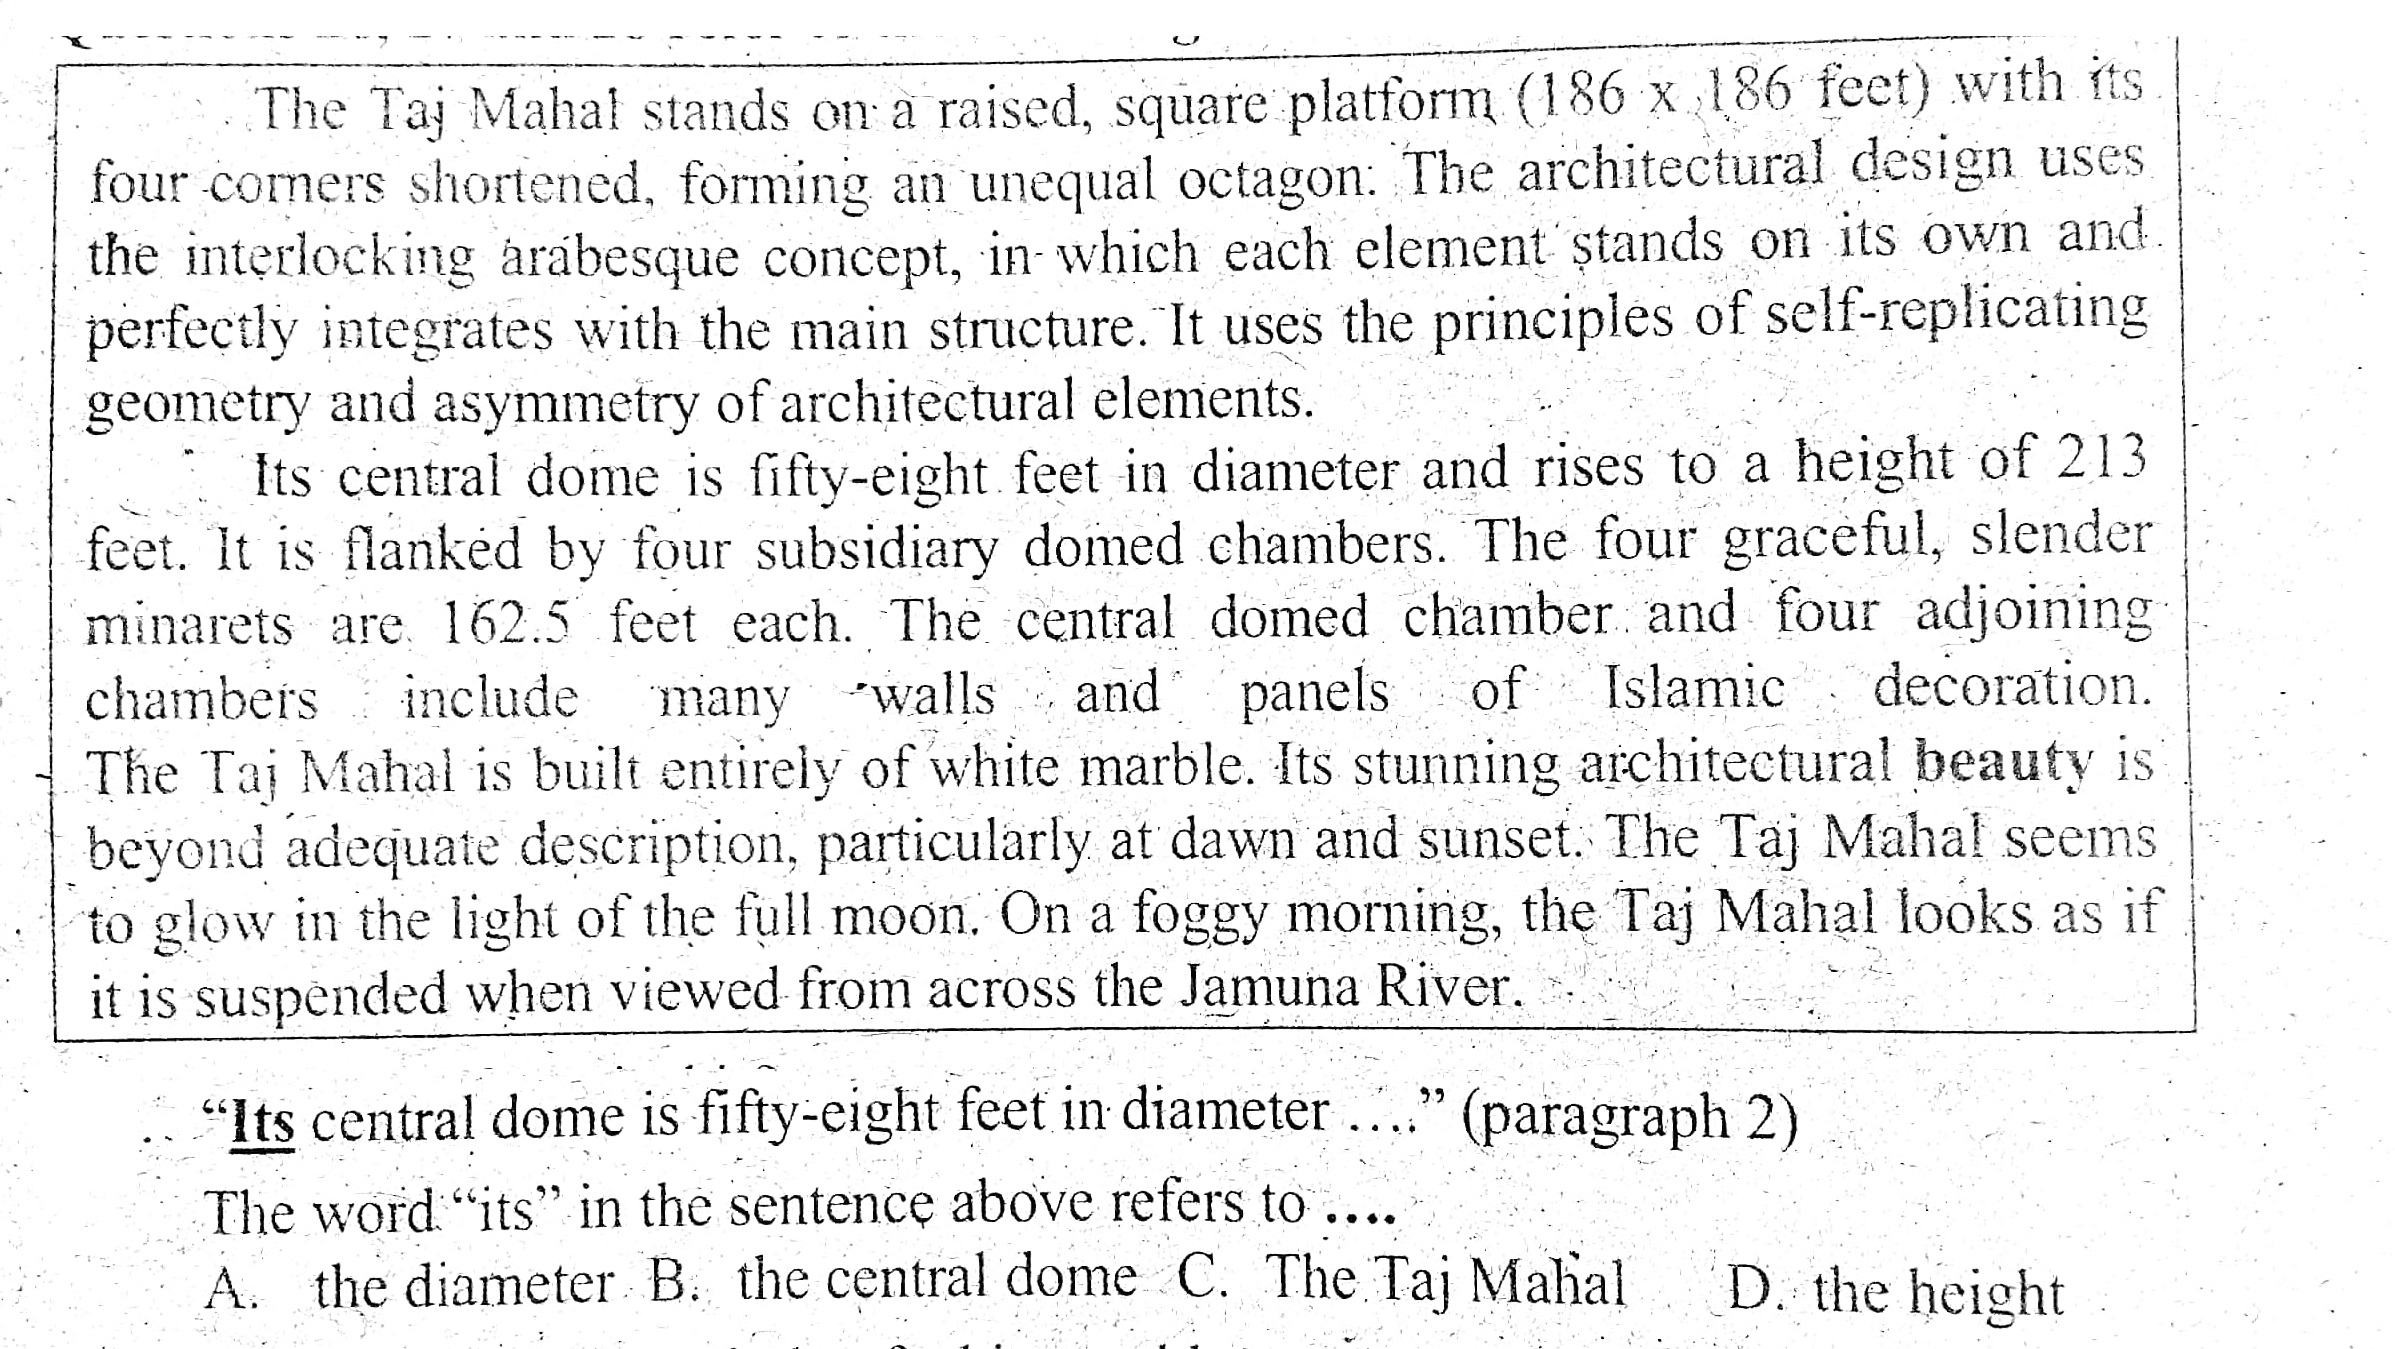 The Taj Mahal stands on a raised, square platform (186 x 186 feet) with its
four corners shortened, forming an unequal octagon. The architectural design uses
the interlocking arabesque concept, in which each element stands on its own and
perfectly integrates with the main structure. It uses the principles of self-replicating
geometry and asymmetry of architectural elements.
Its central dome is fifty-eight feet in diameter and rises to a height of 213
feet. It is flanked by four subsidiary domed chambers. The four graceful, slender
minarets are 162.5 feet each. The central domed chamber and four adjoining
chambers include many walls and panels of Islamic decoration.
The Taj Mahal is built entirely of white marble. Its stunning architectural beauty is
beyond adequate description, particularly at dawn and sunset. The Taj Mahal seems
to glow in the light of the full moon. On a foggy morning, the Taj Mahal looks as if
it is suspended when viewed from across the Jamuna River.
“Its central dome is fifty-eight feet in diameter ....” (paragraph 2)
The word “its” in the sentence above refers to ....
A. the diameter B. the central dome C. The Taj Mahal D. the height